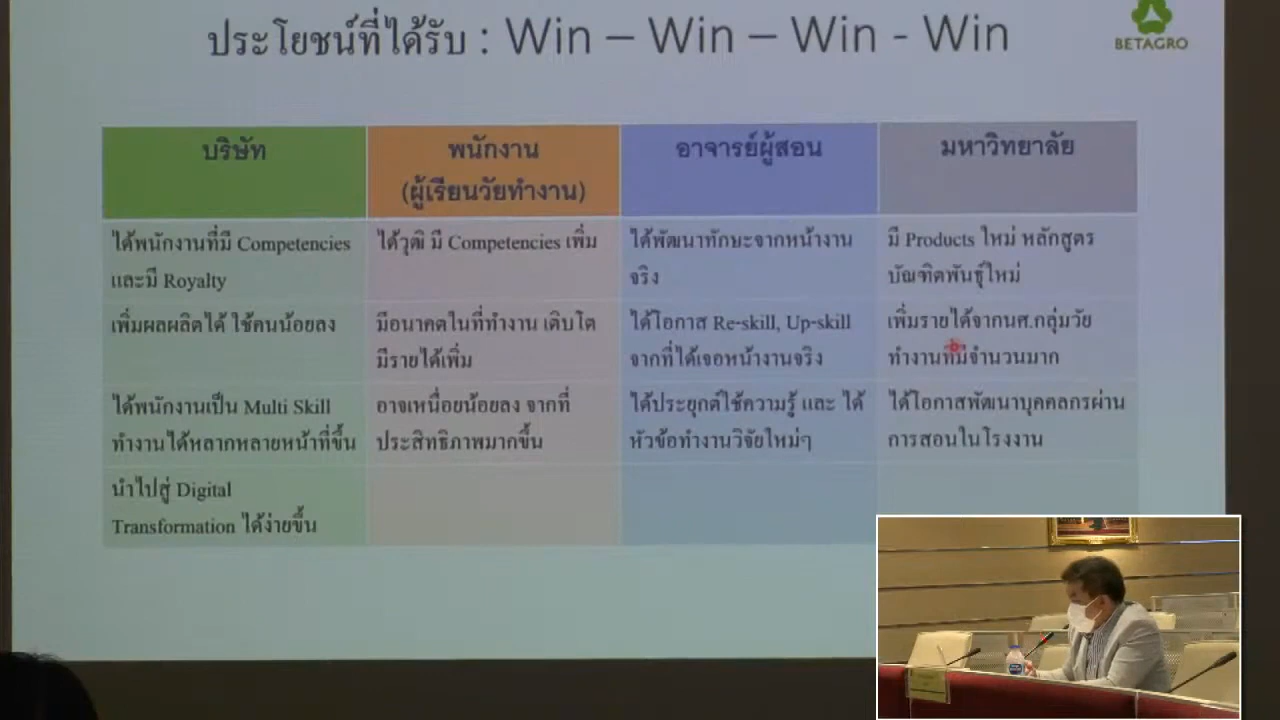 ประโยชน์ที่ได้รับ : Win – Win – Win - Win
BETAGRO
บริษัท
พนักงาน
(ผู้เรียนวัยทำงาน)
อาจารย์ผู้สอน
มหาวิทยาลัย
ได้พนักงานที่มี Competencies
และมี Royalty
ได้วุฒิ มี Competencies เพิ่ม
ได้พัฒนาทักษะจากหน้างาน
จริง
มี Products ใหม่ หลักสูตร
บัณฑิตพันธุ์ใหม่
เพิ่มผลผลิตได้ ใช้คนน้อยลง
มีอนาคตในที่ทำงาน เติบโต
มีรายได้เพิ่ม
ได้โอกาส Re-skill, Up-skill
จากที่ได้เจอหน้างานจริง
เพิ่มรายได้จากนศ.กลุ่มวัย
ทำงานที่มีจำนวนมาก
ได้พนักงานเป็น Multi Skill
ทำงานได้หลากหลายหน้าที่ขึ้น
อาจเหนื่อยน้อยลง จากที่
ประสิทธิภาพมากขึ้น
ได้ประยุกต์ใช้ความรู้ และ ได้
หัวข้อทำงานวิจัยใหม่ๆ
ได้โอกาสพัฒนาบุคคลกรผ่าน
การสอนในโรงงาน
นำไปสู่ Digital
Transformation ได้ง่ายขึ้น